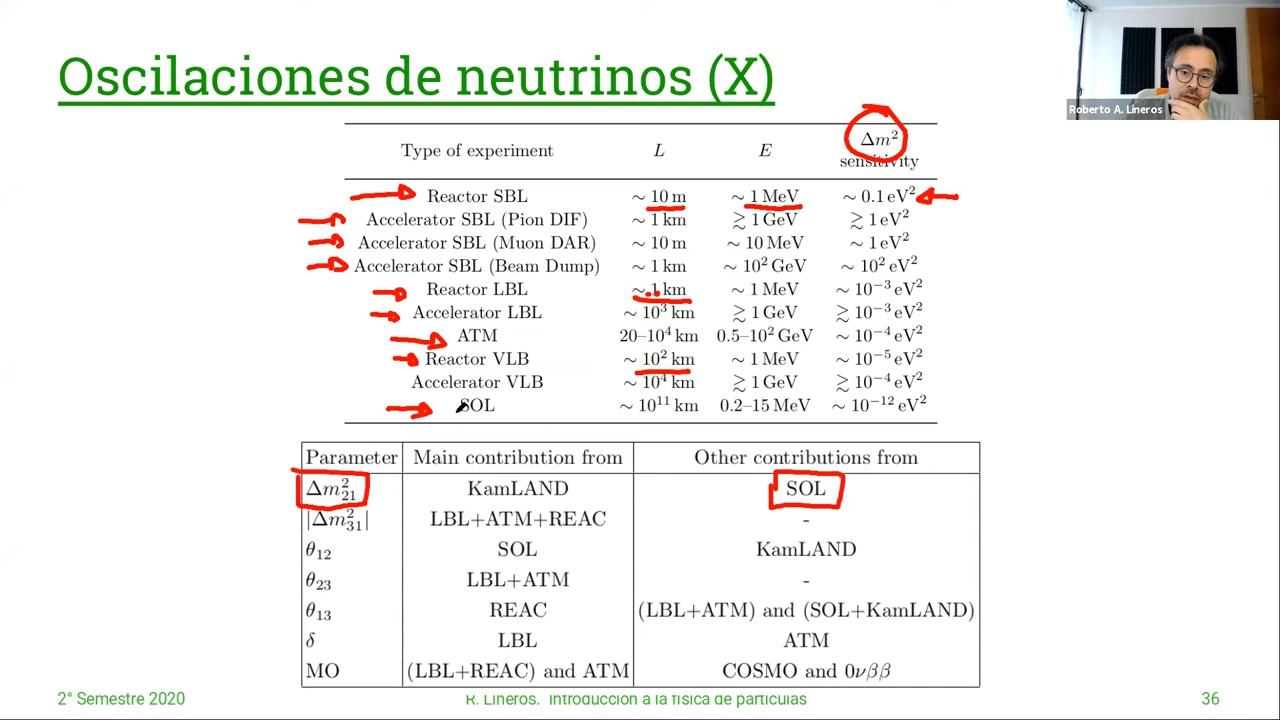 Oscilaciones de neutrinos (X)
Roberto A. Lineros
Type of experiment L E Δm² sensitivity
Reactor SBL ∼ 10 m ∼ 1 MeV ∼ 0.1 eV²
Accelerator SBL (Pion DIF) ∼ 1 km ≳ 1 GeV ≳ 1 eV²
Accelerator SBL (Muon DAR) ∼ 10 m ∼ 10 MeV ∼ 1 eV²
Accelerator SBL (Beam Dump) ∼ 1 km ∼ 10² GeV ∼ 10² eV²
Reactor LBL ∼ 1 km ∼ 1 MeV ∼ 10⁻³ eV²
Accelerator LBL ∼ 10³ km ≳ 1 GeV ≳ 10⁻³ eV²
ATM 20–10⁴ km 0.5–10² GeV ∼ 10⁻⁴ eV²
Reactor VLB ∼ 10² km ∼ 1 MeV ∼ 10⁻⁵ eV²
Accelerator VLB ∼ 10⁴ km ≳ 1 GeV ≳ 10⁻⁴ eV²
SOL ∼ 10¹¹ km 0.2–15 MeV ∼ 10⁻¹² eV²
Parameter Main contribution from Other contributions from
Δm²₂₁ KamLAND SOL
|Δm²₃₁| LBL+ATM+REAC -
θ₁₂ SOL KamLAND
θ₂₃ LBL+ATM -
θ₁₃ REAC (LBL+ATM) and (SOL+KamLAND)
δ LBL ATM
MO (LBL+REAC) and ATM COSMO and 0νββ
2° Semestre 2020 R. Lineros. Introducción a la física de partículas 36